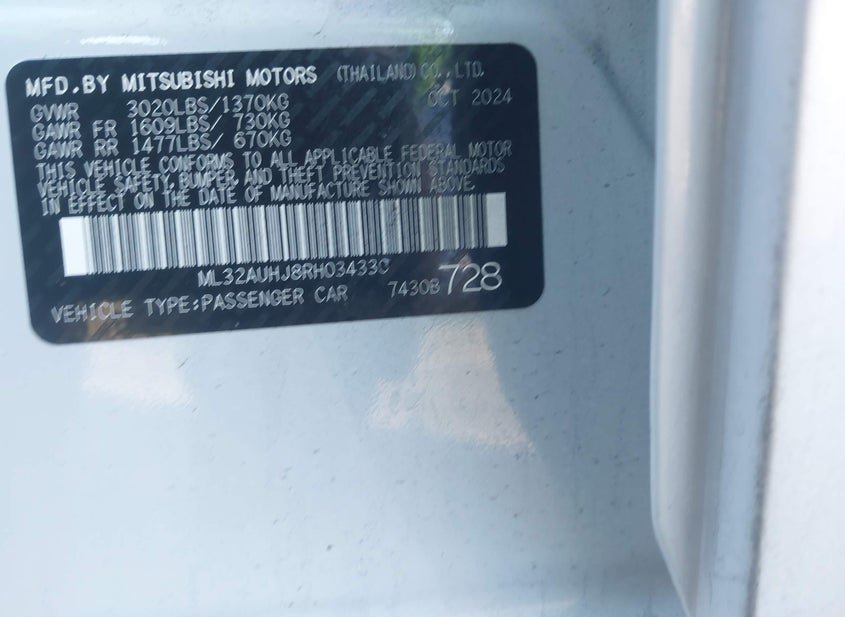 MFD.BY MITSUBISHI MOTORS (THAILAND)CO.,LTD.
GVWR 3020LBS/1370KG OCT 2024
GAWR FR 1609LBS/ 730KG
GAWR RR 1477LBS/ 670KG
THIS VEHICLE CONFORMS TO ALL APPLICABLE FEDERAL MOTOR
VEHICLE SAFETY, BUMPER, AND THEFT PREVENTION STANDARDS
IN EFFECT ON THE DATE OF MANUFACTURE SHOWN ABOVE.
VEHICLE TYPE:PASSENGER CAR 7430B 728